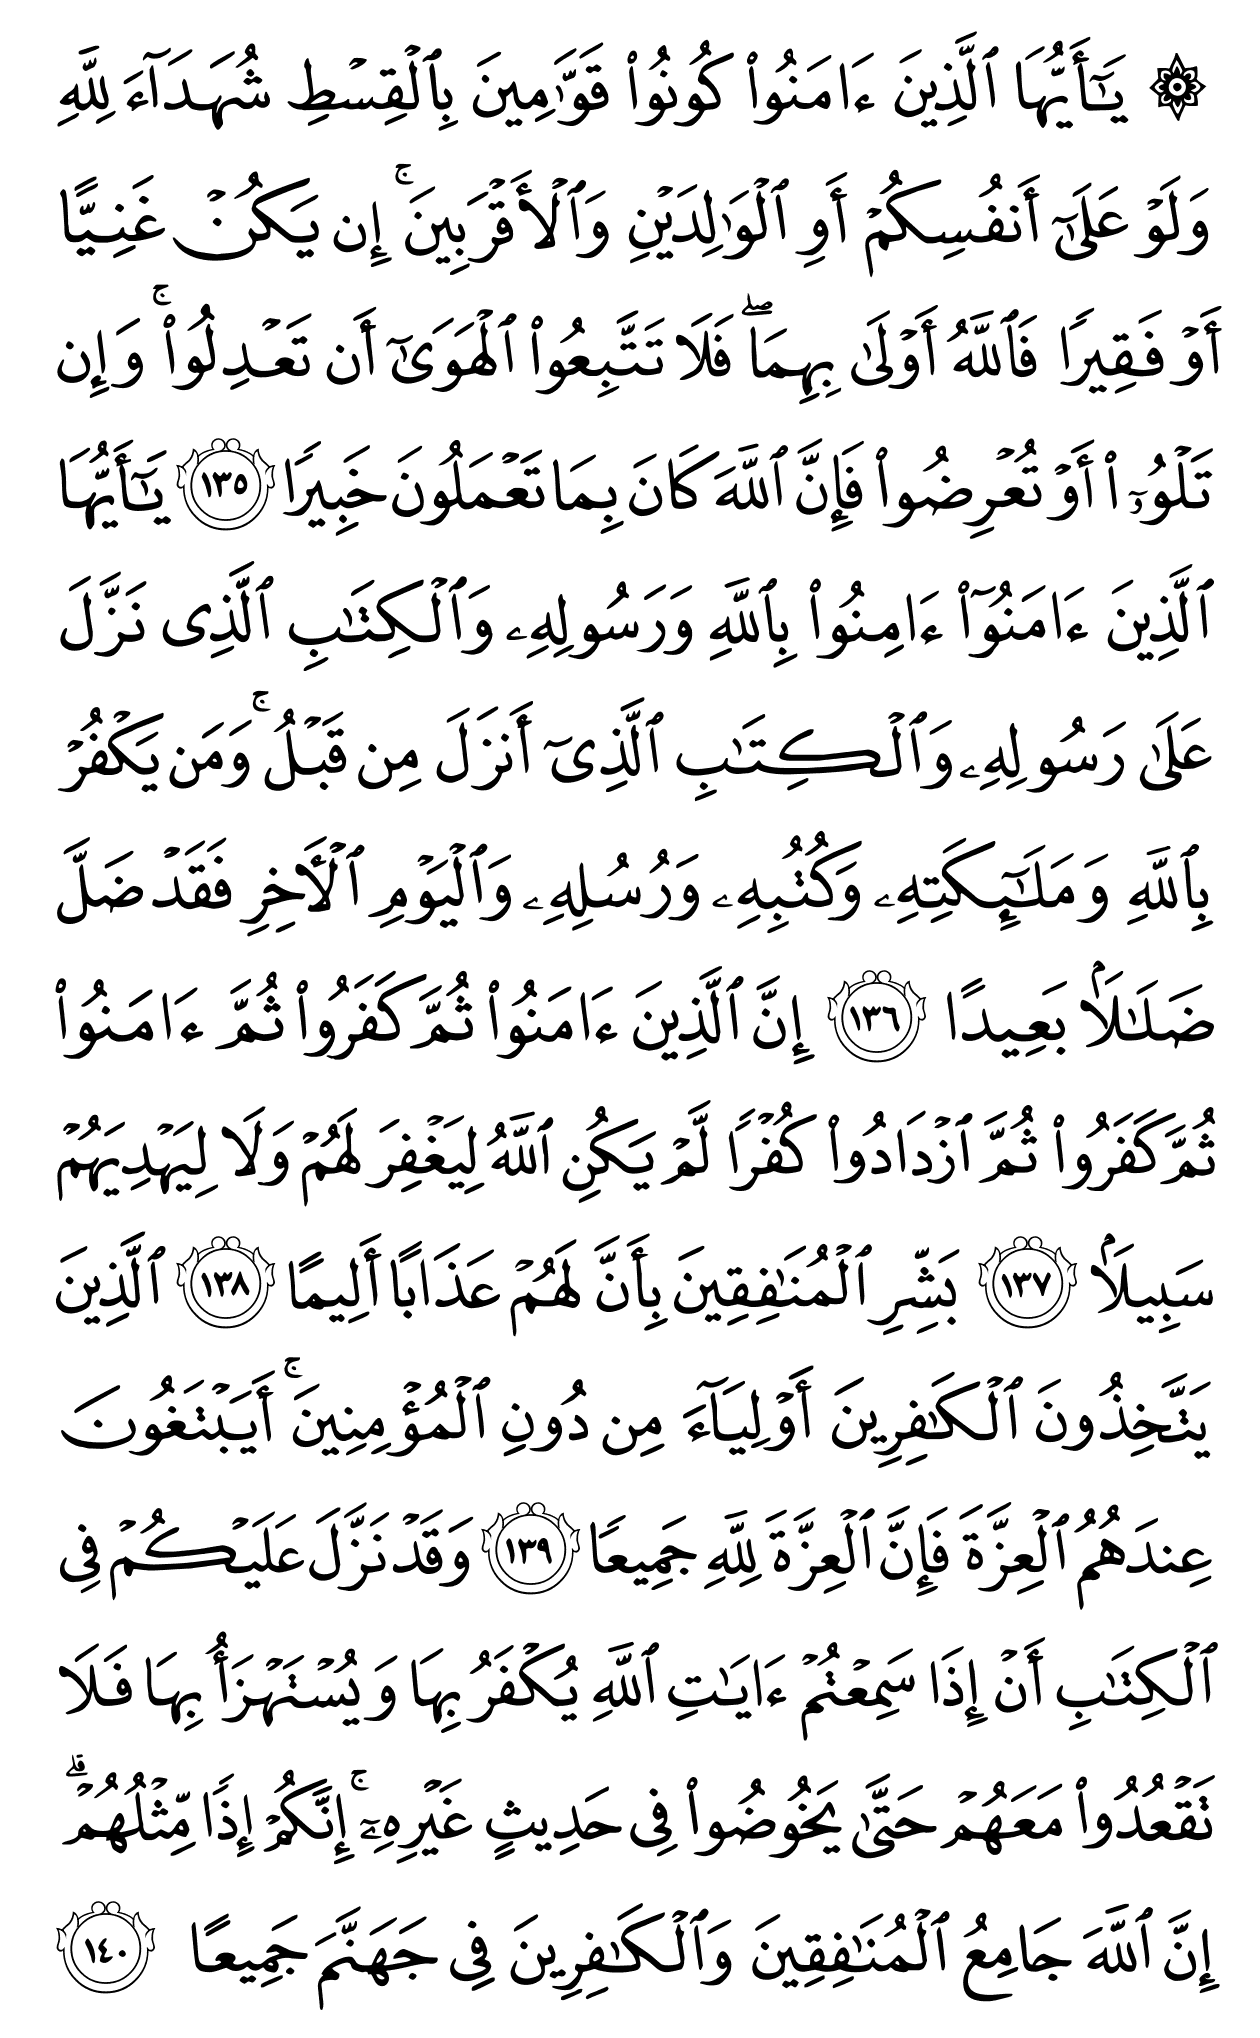 ۞ يَٰٓأَيُّهَا ٱلَّذِينَ ءَامَنُوا۟ كُونُوا۟ قَوَّٰمِينَ بِٱلْقِسْطِ شُهَدَآءَ لِلَّهِ
وَلَوْ عَلَىٰٓ أَنفُسِكُمْ أَوِ ٱلْوَٰلِدَيْنِ وَٱلْأَقْرَبِينَ ۚ إِن يَكُنْ غَنِيًّا
أَوْ فَقِيرًا فَٱللَّهُ أَوْلَىٰ بِهِمَا ۖ فَلَا تَتَّبِعُوا۟ ٱلْهَوَىٰٓ أَن تَعْدِلُوا۟ ۚ وَإِن
تَلْوُۥٓا۟ أَوْ تُعْرِضُوا۟ فَإِنَّ ٱللَّهَ كَانَ بِمَا تَعْمَلُونَ خَبِيرًا ١٣٥ يَٰٓأَيُّهَا
ٱلَّذِينَ ءَامَنُوٓا۟ ءَامِنُوا۟ بِٱللَّهِ وَرَسُولِهِۦ وَٱلْكِتَٰبِ ٱلَّذِى نَزَّلَ
عَلَىٰ رَسُولِهِۦ وَٱلْكِتَٰبِ ٱلَّذِىٓ أَنزَلَ مِن قَبْلُ ۚ وَمَن يَكْفُرْ
بِٱللَّهِ وَمَلَٰٓئِكَتِهِۦ وَكُتُبِهِۦ وَرُسُلِهِۦ وَٱلْيَوْمِ ٱلْأَخِرِ فَقَدْ ضَلَّ
ضَلَٰلًۢا بَعِيدًا ١٣٦ إِنَّ ٱلَّذِينَ ءَامَنُوا۟ ثُمَّ كَفَرُوا۟ ثُمَّ ءَامَنُوا۟
ثُمَّ كَفَرُوا۟ ثُمَّ ٱزْدَادُوا۟ كُفْرًا لَّمْ يَكُنِ ٱللَّهُ لِيَغْفِرَ لَهُمْ وَلَا لِيَهْدِيَهُمْ
سَبِيلًۢا ١٣٧ بَشِّرِ ٱلْمُنَٰفِقِينَ بِأَنَّ لَهُمْ عَذَابًا أَلِيمًا ١٣٨ ٱلَّذِينَ
يَتَّخِذُونَ ٱلْكَٰفِرِينَ أَوْلِيَآءَ مِن دُونِ ٱلْمُؤْمِنِينَ ۚ أَيَبْتَغُونَ
عِندَهُمُ ٱلْعِزَّةَ فَإِنَّ ٱلْعِزَّةَ لِلَّهِ جَمِيعًا ١٣٩ وَقَدْ نَزَّلَ عَلَيْكُمْ فِى
ٱلْكِتَٰبِ أَنْ إِذَا سَمِعْتُمْ ءَايَٰتِ ٱللَّهِ يُكْفَرُ بِهَا وَيُسْتَهْزَأُ بِهَا فَلَا
تَقْعُدُوا۟ مَعَهُمْ حَتَّىٰ يَخُوضُوا۟ فِى حَدِيثٍ غَيْرِهِۦٓ ۚ إِنَّكُمْ إِذًا مِّثْلُهُمْ ۗ
إِنَّ ٱللَّهَ جَامِعُ ٱلْمُنَٰفِقِينَ وَٱلْكَٰفِرِينَ فِى جَهَنَّمَ جَمِيعًا ١٤٠